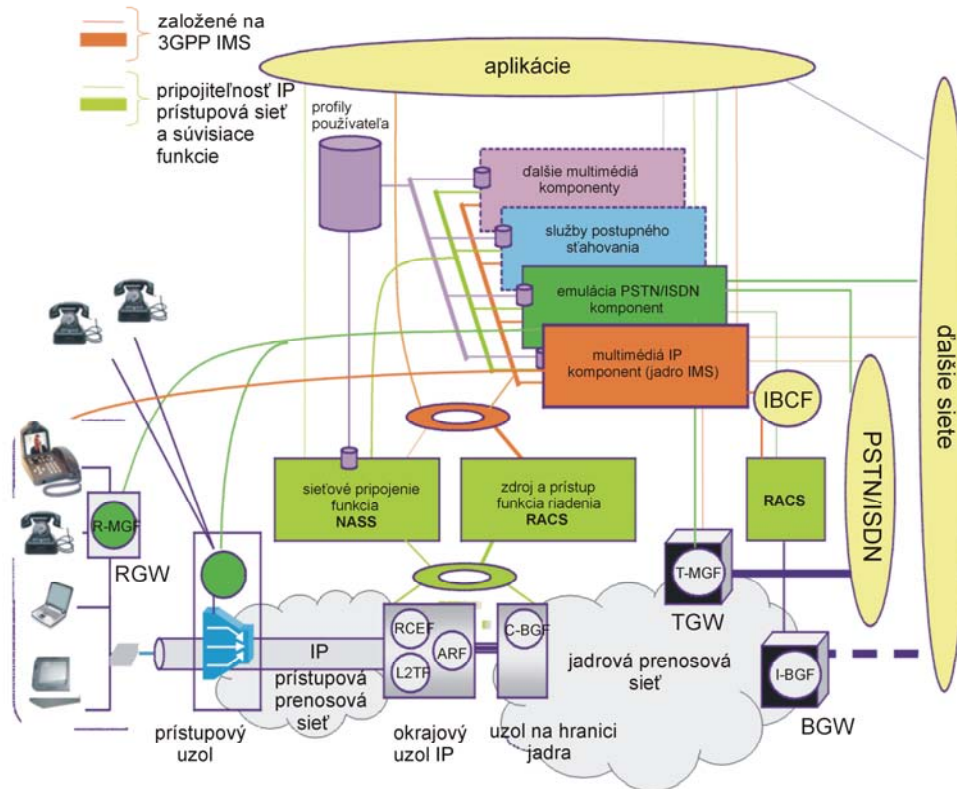 založené na
3GPP IMS
pripojiteľnosť IP
prístupová sieť
a súvisiace
funkcie
aplikácie
profily
používateľa
ďalšie multimédiá
komponenty
služby postupného
sťahovania
emulácia PSTN/ISDN
komponent
multimédiá IP
komponent (jadro IMS)
IBCF
ďalšie siete
PSTN/ISDN
sieťové pripojenie
funkcia
NASS
zdroj a prístup
funkcia riadenia
RACS
RACS
R-MGF
RGW
T-MGF
TGW
IP
prístupová
prenosová
sieť
RCEF
ARF
L2TF
C-BGF
jadrová prenosová
sieť
I-BGF
BGW
prístupový
uzol
okrajový
uzol IP
uzol na hranici
jadra